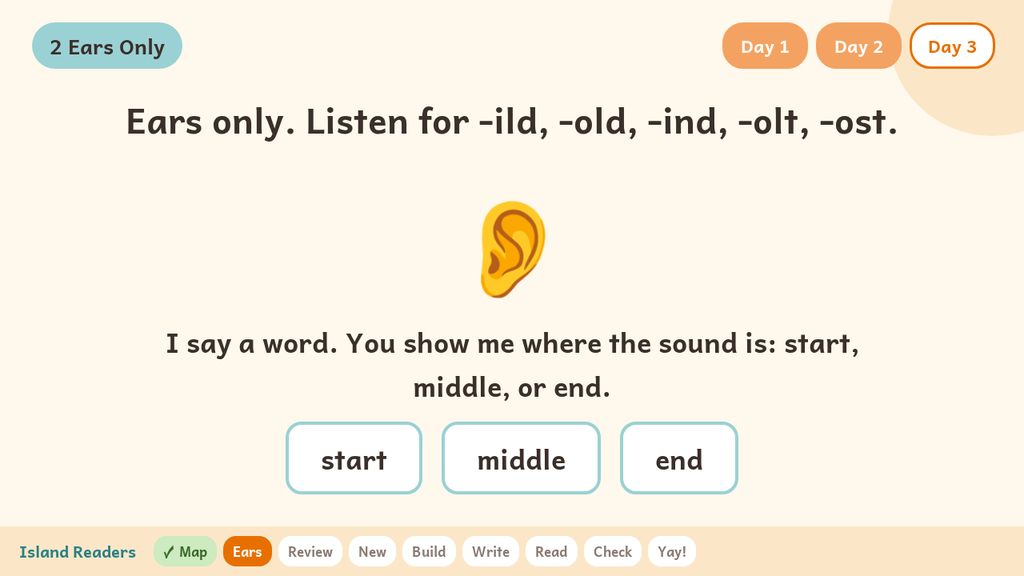 2 Ears Only
Day 1
Day 2
Day 3
Ears only. Listen for -ild, -old, -ind, -olt, -ost.
I say a word. You show me where the sound is: start,
middle, or end.
start
middle
end
Island Readers
✓ Map
Ears
Review
New
Build
Write
Read
Check
Yay!